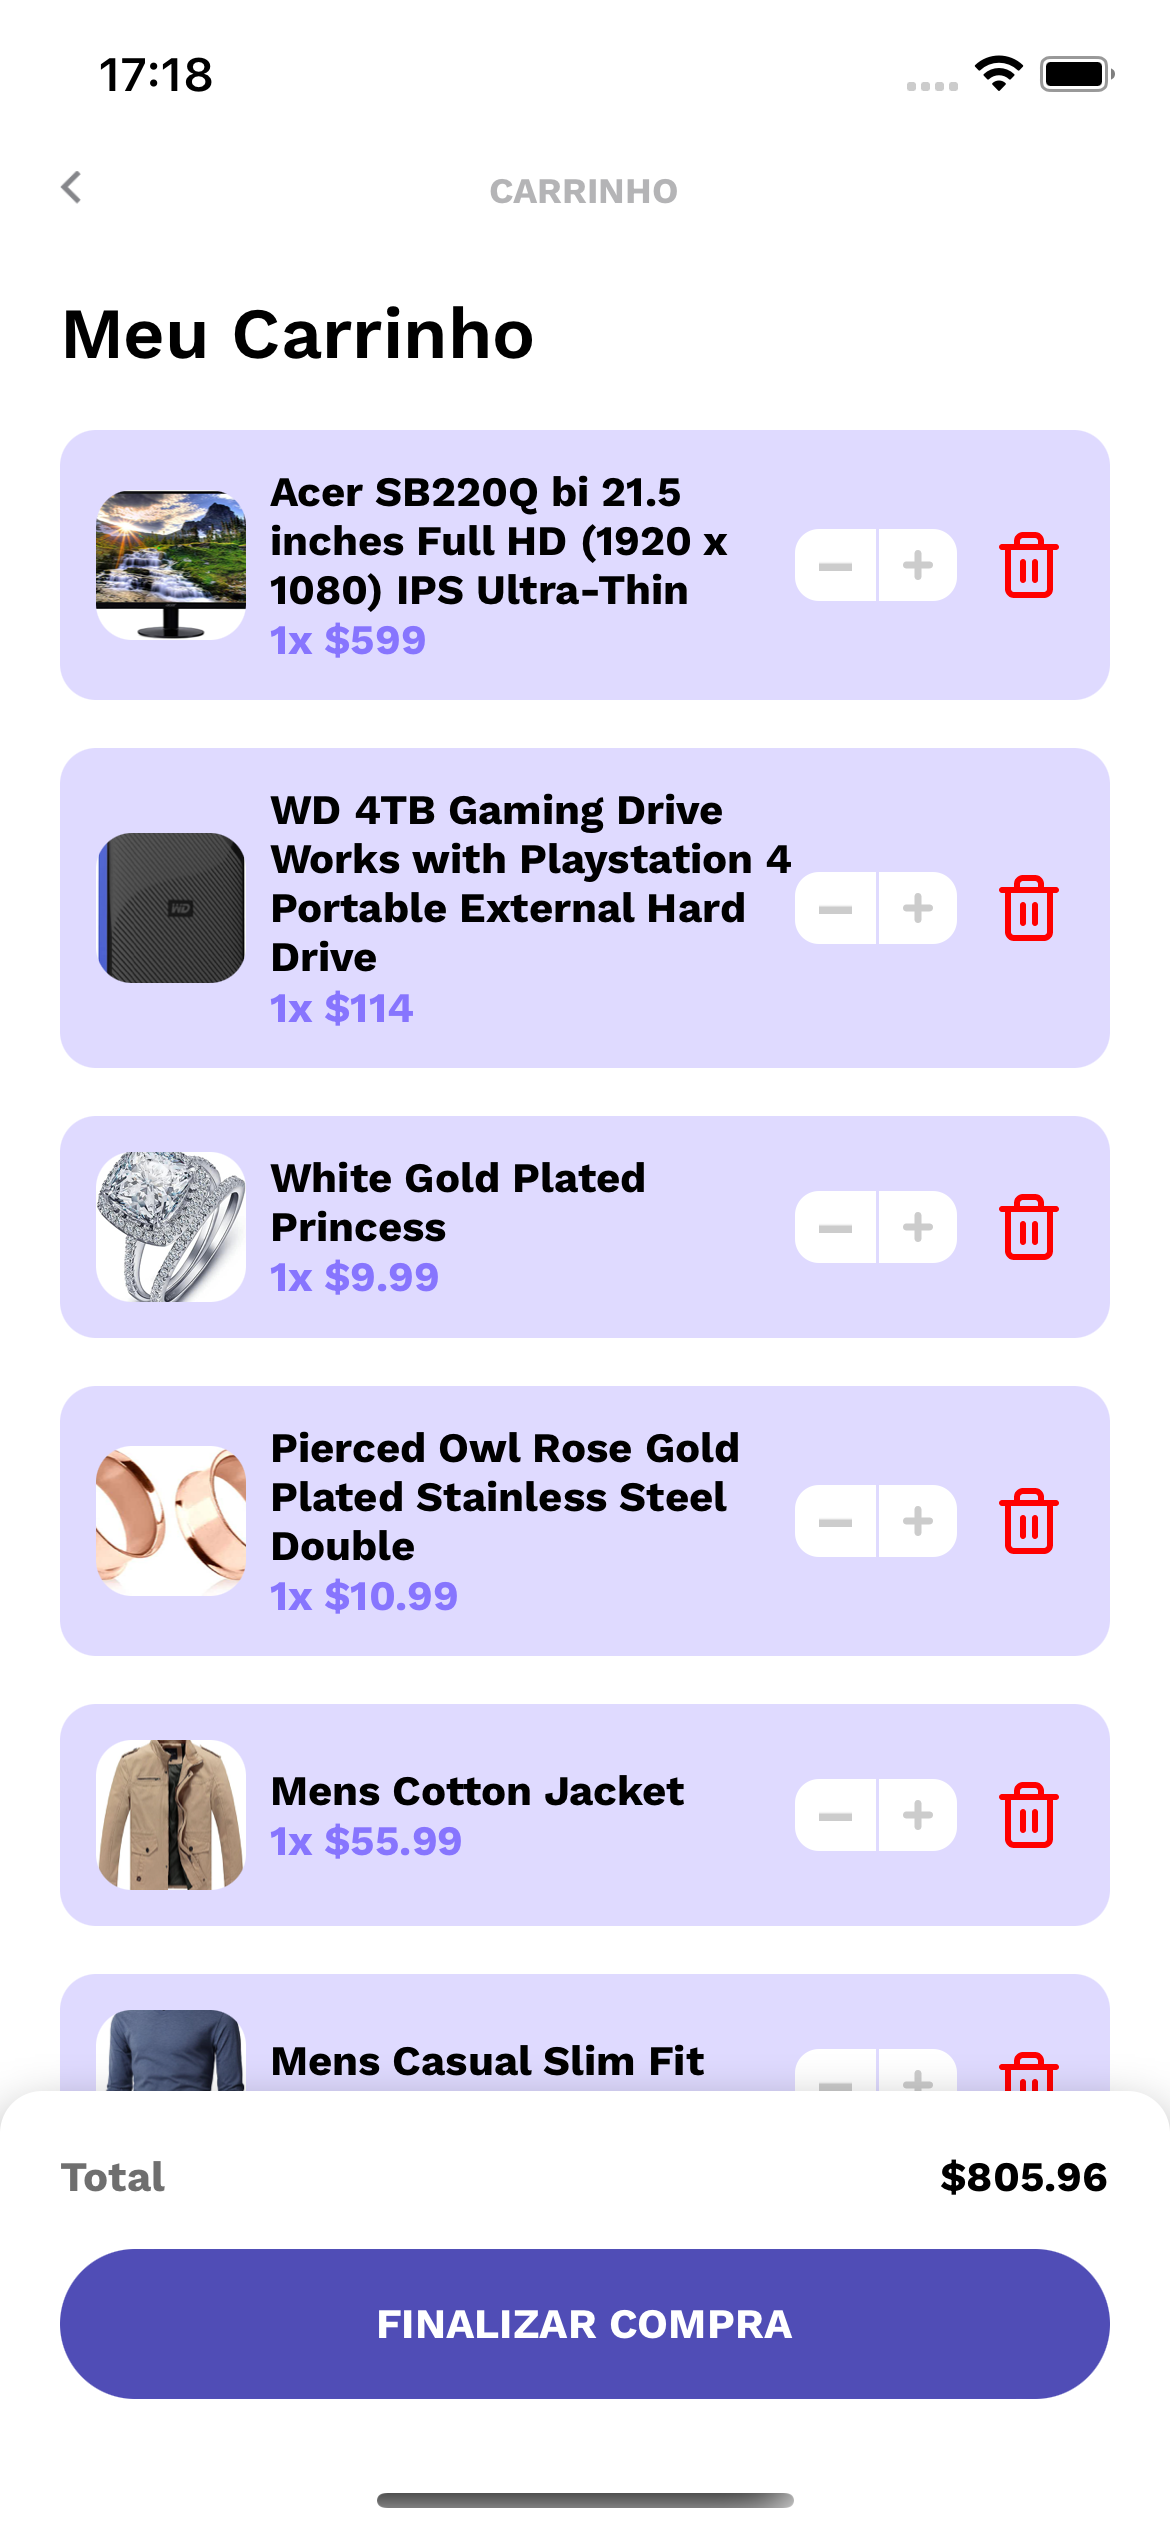 17:18
CARRINHO
Meu Carrinho
Acer SB220Q bi 21.5
inches Full HD (1920 x
1080) IPS Ultra-Thin
1x $599
WD 4TB Gaming Drive
Works with Playstation 4
Portable External Hard
Drive
1x $114
WD
White Gold Plated
Princess
1x $9.99
Pierced Owl Rose Gold
Plated Stainless Steel
Double
1x $10.99
Mens Cotton Jacket
1x $55.99
Mens Casual Slim Fit
Total
$805.96
FINALIZAR COMPRA